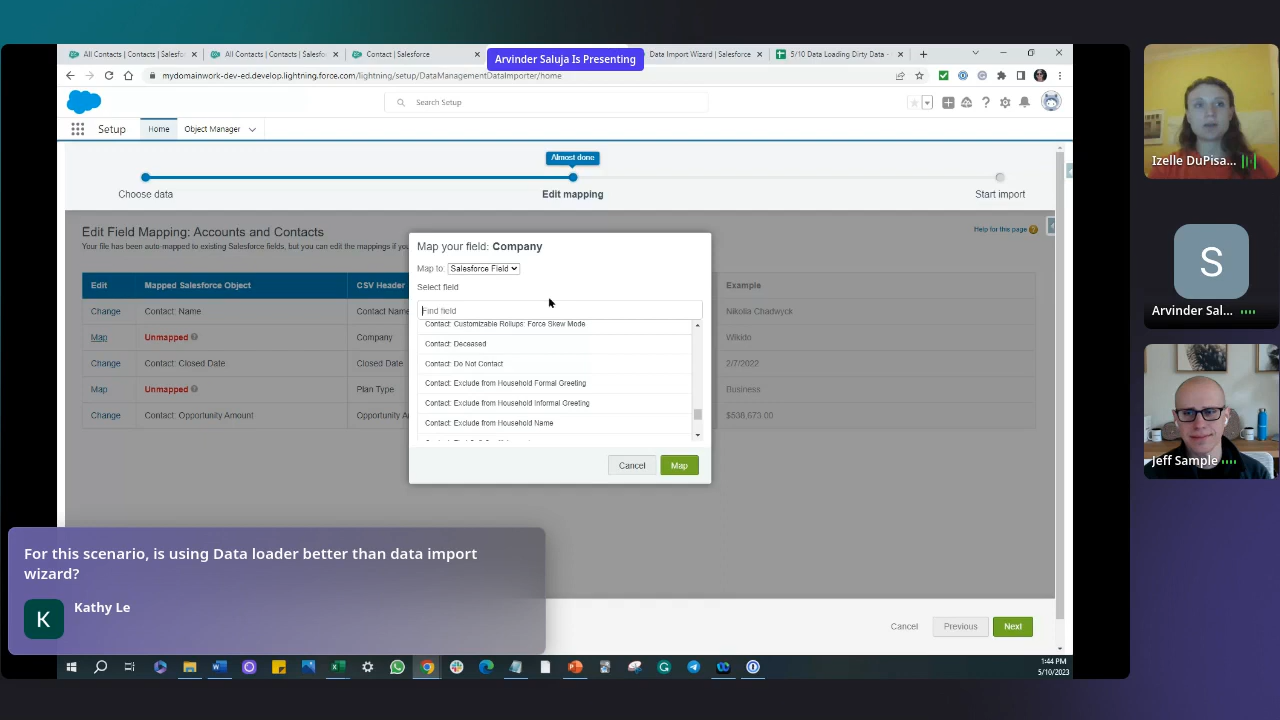 All Contacts | Contacts | Salesfo
All Contacts | Contacts | Salesfo
Contact | Salesforce
Arvinder Saluja Is Presenting
Data Import Wizard | Salesforce
5/10 Data Loading Dirty Data -
mydomainwork-dev-ed.develop.lightning.force.com/lightning/setup/DataManagementDataImporter/home
Search Setup
Setup
Home
Object Manager
Almost done
Choose data
Edit mapping
Start import
Edit Field Mapping: Accounts and Contacts
Help for this page
Your file has been auto-mapped to existing Salesforce fields, but you can edit the mappings if yo
Edit Mapped Salesforce Object CSV Header Example
Change Contact: Name Contact Name Nikolia Chadwyck
Map Unmapped Company Wikido
Change Contact: Closed Date Closed Date 2/7/2022
Map Unmapped Plan Type Business
Change Contact: Opportunity Amount Opportunity A $538,673.00
Map your field: Company
Map to: Salesforce Field
Select field
Find field
Contact: Customizable Rollups: Force Skew Mode
Contact: Deceased
Contact: Do Not Contact
Contact: Exclude from Household Formal Greeting
Contact: Exclude from Household Informal Greeting
Contact: Exclude from Household Name
Cancel
Map
Cancel
Previous
Next
For this scenario, is using Data loader better than data import
wizard?
K
Kathy Le
1:44 PM
5/10/2023
Izelle DuPisa...
S
Arvinder Sal...
Jeff Sample